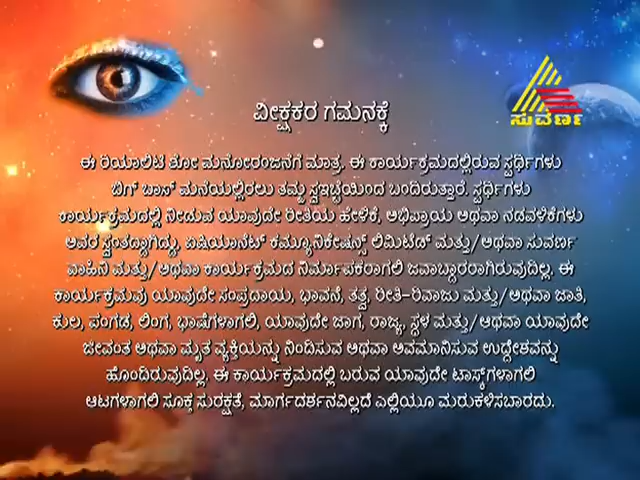 ಸುವರ್ಣ
ವೀಕ್ಷಕರ ಗಮನಕ್ಕೆ
ಈ ರಿಯಾಲಿಟಿ ಶೋ ಮನೋರಂಜನೆಗೆ ಮಾತ್ರ. ಈ ಕಾರ್ಯಕ್ರಮದಲ್ಲಿರುವ ಸ್ಪರ್ಧಿಗಳು
ಬಿಗ್ ಬಾಸ್ ಮನೆಯಲ್ಲಿರಲು ತಮ್ಮ ಸ್ವಇಚ್ಛೆಯಿಂದ ಬಂದಿರುತ್ತಾರೆ. ಸ್ಪರ್ಧಿಗಳು
ಕಾರ್ಯಕ್ರಮದಲ್ಲಿ ನೀಡುವ ಯಾವುದೇ ರೀತಿಯ ಹೇಳಿಕೆ, ಅಭಿಪ್ರಾಯ ಅಥವಾ ನಡವಳಿಕೆಗಳು
ಅವರ ಸ್ವಂತದ್ದಾಗಿದ್ದು, ಏಷಿಯಾನೆಟ್ ಕಮ್ಯೂನಿಕೇಷನ್ಸ್ ಲಿಮಿಟೆಡ್ ಮತ್ತು/ಅಥವಾ ಸುವರ್ಣ
ವಾಹಿನಿ ಮತ್ತು/ಅಥವಾ ಕಾರ್ಯಕ್ರಮದ ನಿರ್ಮಾಪಕರಾಗಲಿ ಜವಾಬ್ದಾರರಾಗಿರುವುದಿಲ್ಲ. ಈ
ಕಾರ್ಯಕ್ರಮವು ಯಾವುದೇ ಸಂಪ್ರದಾಯ, ಭಾವನೆ, ತತ್ವ, ರೀತಿ-ರಿವಾಜು ಮತ್ತು/ಅಥವಾ ಜಾತಿ,
ಕುಲ, ಪಂಗಡ, ಲಿಂಗ, ಭಾಷೆಗಳಾಗಲಿ, ಯಾವುದೇ ಜಾಗ, ರಾಜ್ಯ, ಸ್ಥಳ ಮತ್ತು/ಆಥವಾ ಯಾವುದೇ
ಜೀವಂತ ಅಥವಾ ಮೃತ ವ್ಯಕ್ತಿಯನ್ನು ನಿಂದಿಸುವ ಅಥವಾ ಅವಮಾನಿಸುವ ಉದ್ದೇಶವನ್ನು
ಹೊಂದಿರುವುದಿಲ್ಲ. ಈ ಕಾರ್ಯಕ್ರಮದಲ್ಲಿ ಬರುವ ಯಾವುದೇ ಟಾಸ್ಕ್‌ಗಳಾಗಲಿ
ಆಟಗಳಾಗಲಿ ಸೂಕ್ತ ಸುರಕ್ಷತೆ, ಮಾರ್ಗದರ್ಶನವಿಲ್ಲದೆ ಎಲ್ಲಿಯೂ ಮರುಕಳಿಸಬಾರದು.